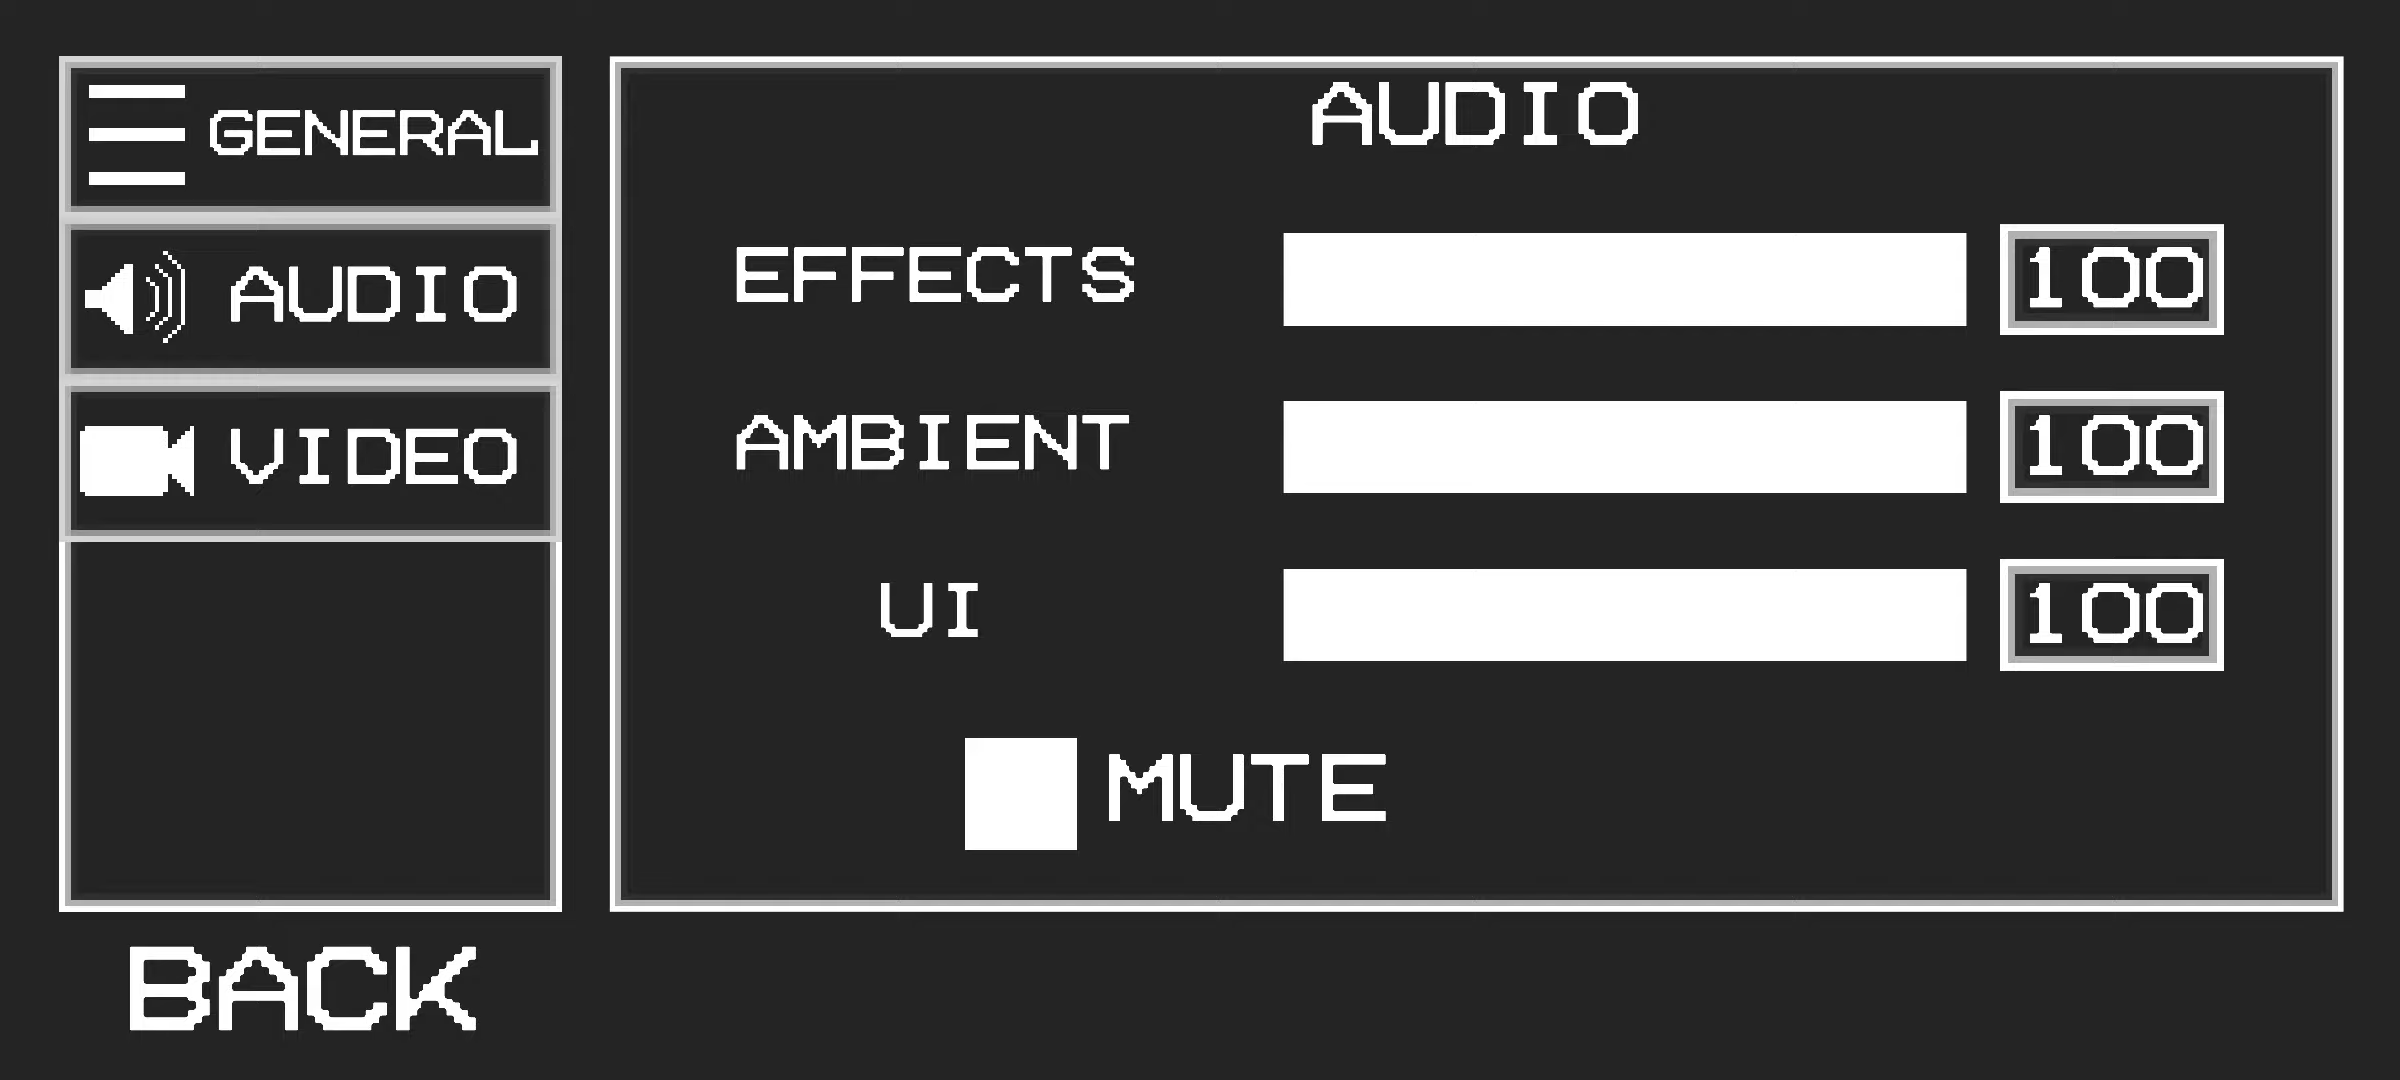 GENERAL
AUDIO
VIDEO
BACK
AUDIO
EFFECTS 100
AMBIENT 100
UI 100
MUTE